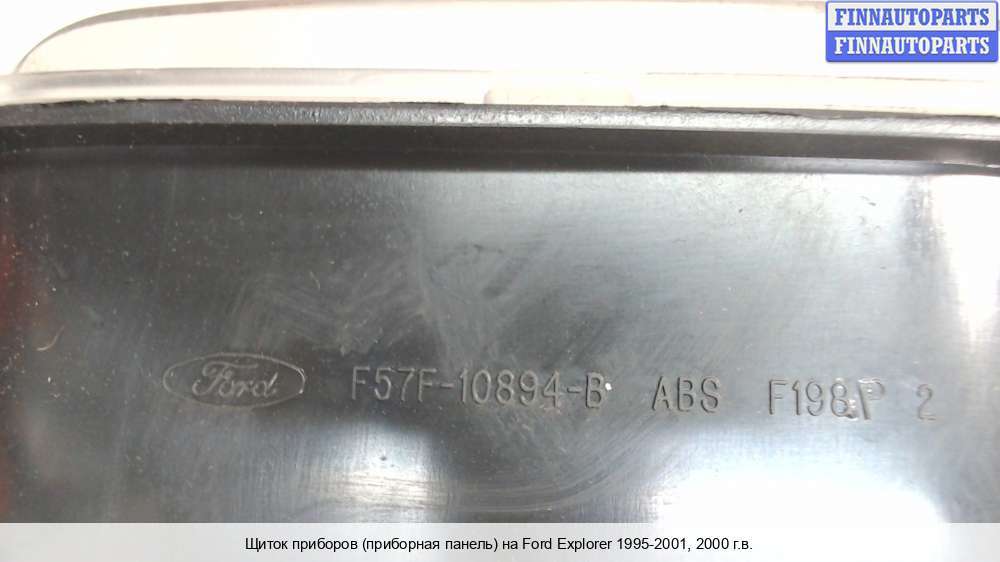 FINNAUTOPARTS
FINNAUTOPARTS
Ford F57F-10894-B ABS F198P 2
Щиток приборов (приборная панель) на Ford Explorer 1995-2001, 2000 г.в.